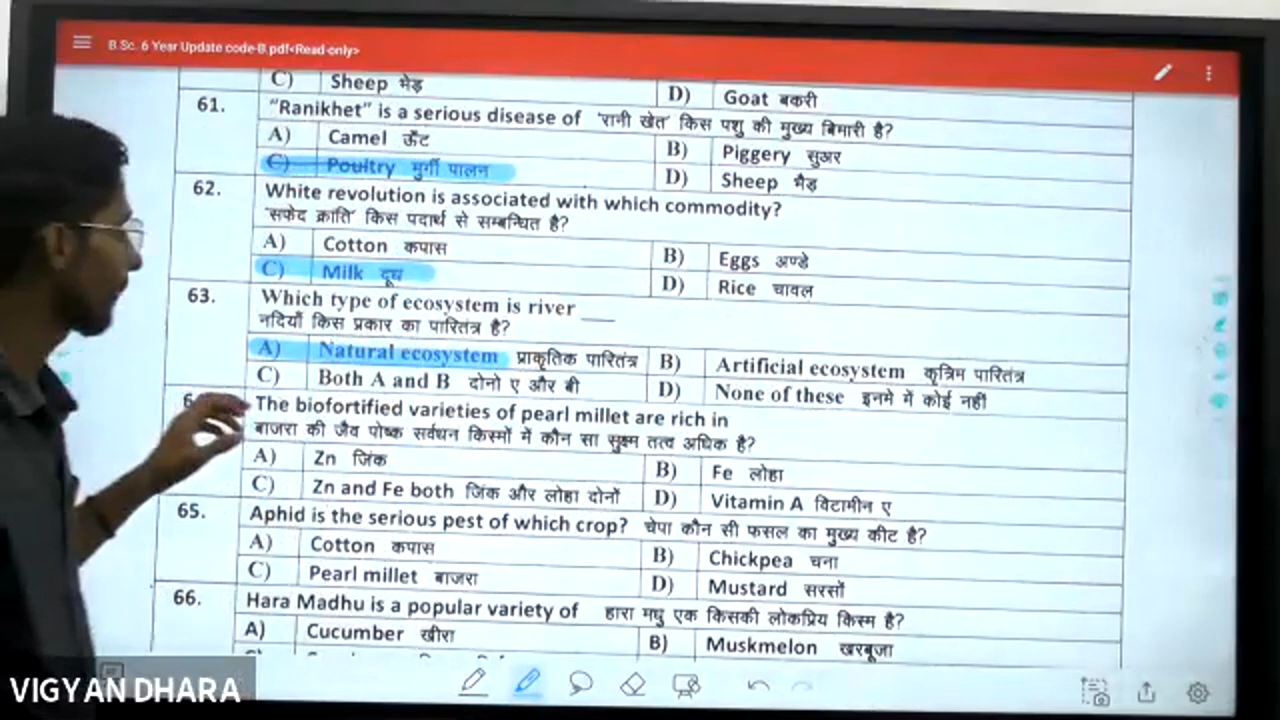 B.Sc. 6 Year Update code-B.pdf<Read-only>
C) Sheep भेड़ D) Goat बकरी
61. "Ranikhet" is a serious disease of 'रानी खेत' किस पशु की मुख्य बिमारी है?
A) Camel ऊँट B) Piggery सुअर
C) Poultry मुर्गी पालन D) Sheep भैड़
62. White revolution is associated with which commodity?
'सफेद क्राति' किस पदार्थ से सम्बन्धित है?
A) Cotton कपास B) Eggs अण्डे
C) Milk दूध D) Rice चावल
63. Which type of ecosystem is river ___
नदियाँ किस प्रकार का पारितंत्र है?
A) Natural ecosystem प्राकृतिक पारितंत्र B) Artificial ecosystem कृत्रिम पारितंत्र
C) Both A and B दोनो ए और बी D) None of these इनमे में कोई नहीं
6 The biofortified varieties of pearl millet are rich in
बाजरा की जैव पोष्क सर्वधन किस्मों में कौन सा सुक्ष्म तत्व अधिक है?
A) Zn जिंक B) Fe लोहा
C) Zn and Fe both जिंक और लोहा दोनों D) Vitamin A विटामीन ए
65. Aphid is the serious pest of which crop? चेपा कौन सी फसल का मुख्य कीट है?
A) Cotton कपास B) Chickpea चना
C) Pearl millet बाजरा D) Mustard सरसों
66. Hara Madhu is a popular variety of हारा मधु एक किसकी लोकप्रिय किस्म है?
A) Cucumber खीरा B) Muskmelon खरबूजा
VIGYAN DHARA